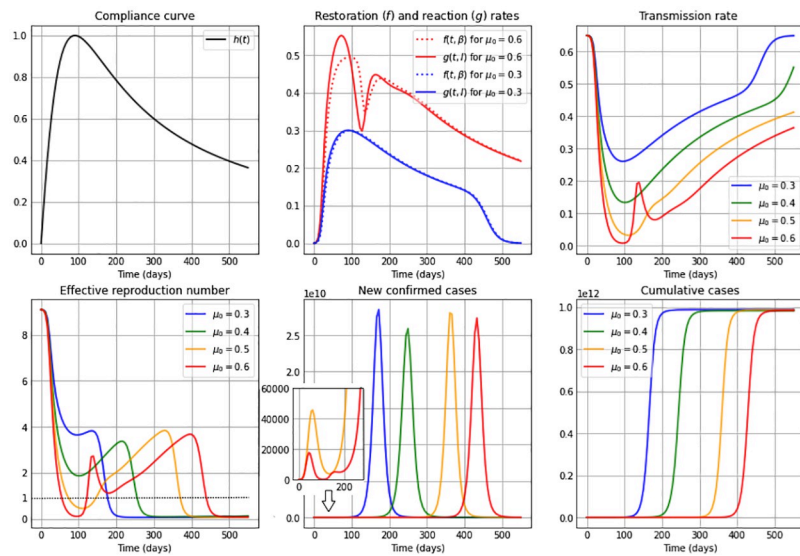 Compliance curve
h(t)
1.0
0.8
0.6
0.4
0.2
0.0
0 100 200 300 400 500
Time (days)
Restoration (f) and reaction (g) rates
f(t, β) for μ₀ = 0.6
g(t, I) for μ₀ = 0.6
f(t, β) for μ₀ = 0.3
g(t, I) for μ₀ = 0.3
0.5
0.4
0.3
0.2
0.1
0.0
0 100 200 300 400 500
Time (days)
Transmission rate
0.6
0.5
0.4
0.3
0.2
0.1
0.0
μ₀ = 0.3
μ₀ = 0.4
μ₀ = 0.5
μ₀ = 0.6
0 100 200 300 400 500
Time (days)
Effective reproduction number
μ₀ = 0.3
μ₀ = 0.4
μ₀ = 0.5
μ₀ = 0.6
8
6
4
2
1
0
0 100 200 300 400 500
Time (days)
New confirmed cases
1e10
2.5
2.0
60000
40000
20000
0
0 200
0.0
0 100 200 300 400 500
Time (days)
Cumulative cases
1e12
1.0
0.8
0.6
0.4
0.2
0.0
μ₀ = 0.3
μ₀ = 0.4
μ₀ = 0.5
μ₀ = 0.6
0 100 200 300 400 500
Time (days)